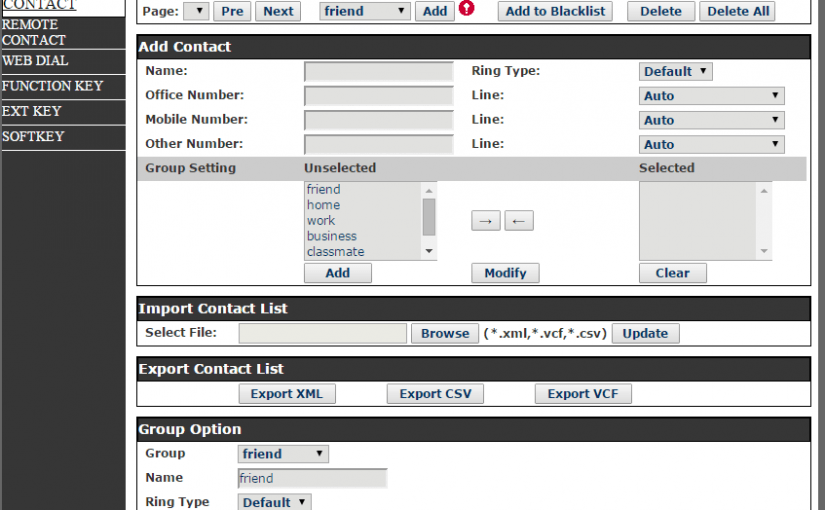 CONTACT
REMOTE
CONTACT
WEB DIAL
FUNCTION KEY
EXT KEY
SOFTKEY
Page: Pre Next friend Add Add to Blacklist Delete Delete All
Add Contact
Name: Ring Type: Default
Office Number: Line: Auto
Mobile Number: Line: Auto
Other Number: Line: Auto
Group Setting Unselected Selected
friend
home
work
business
classmate
→ ←
Add Modify Clear
Import Contact List
Select File: Browse (*.xml,*.vcf,*.csv) Update
Export Contact List
Export XML Export CSV Export VCF
Group Option
Group friend
Name friend
Ring Type Default